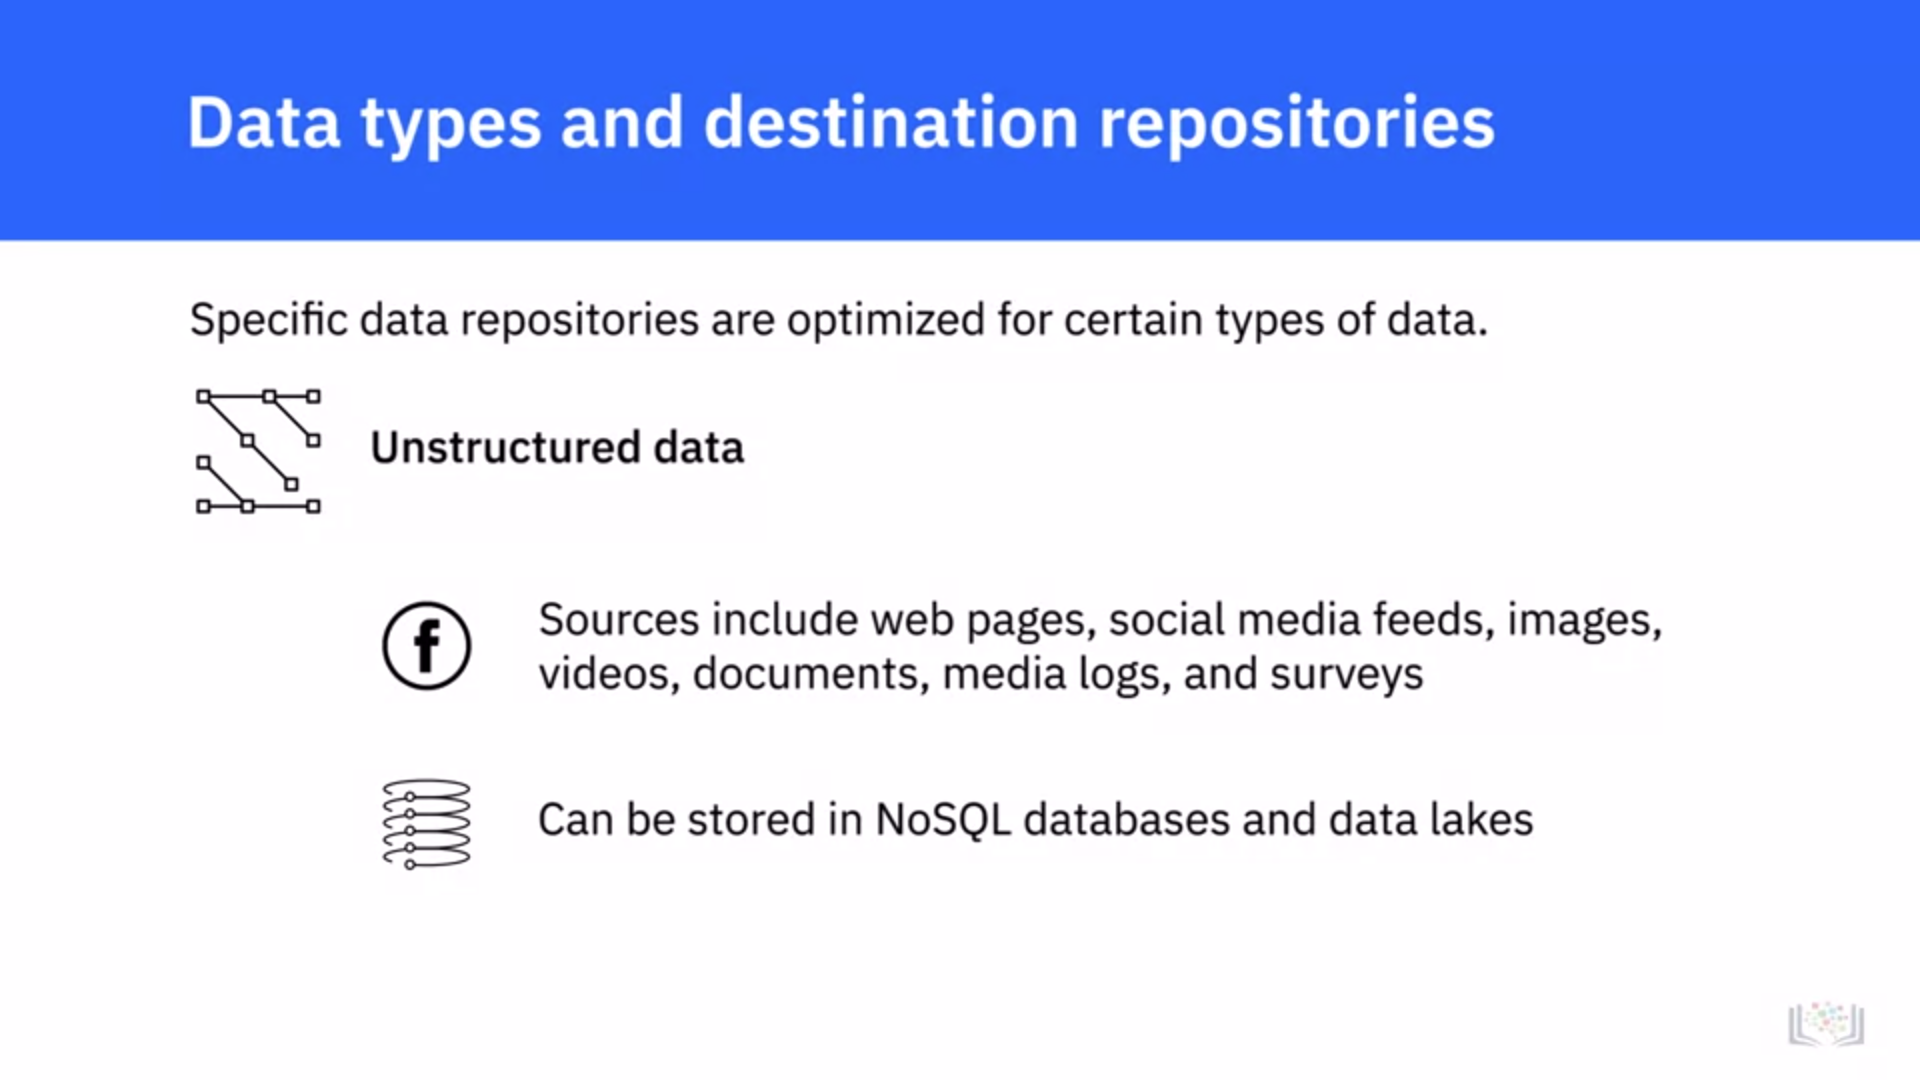 Data types and destination repositories
Specific data repositories are optimized for certain types of data.
Unstructured data
Sources include web pages, social media feeds, images,
videos, documents, media logs, and surveys
Can be stored in NoSQL databases and data lakes